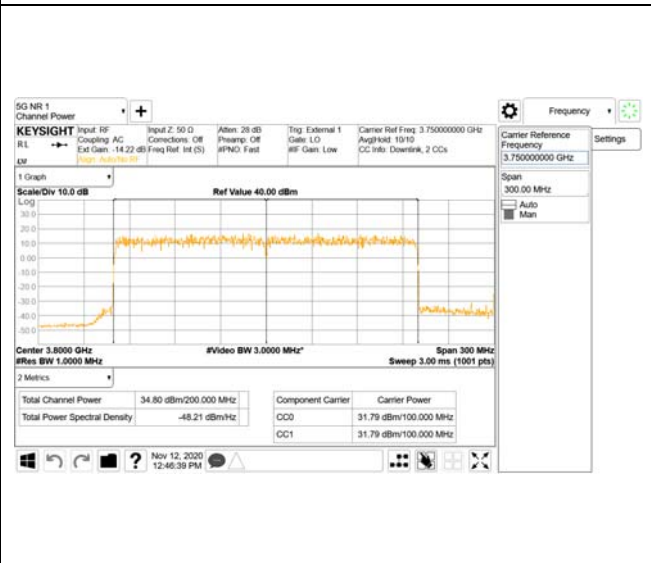 5G NR 1
Channel Power
+
Frequency
Settings
KEYSIGHT
RL
Input: RF
Coupling: AC
Ext Gain: -14.22 dB
Align: Auto/No RF
Input Z: 50 Ω
Corrections: Off
Freq Ref: Int (S)
Atten: 28 dB
Preamp: Off
#PNO: Fast
Trig: External 1
Gate: LO
#IF Gain: Low
Carrier Ref Freq: 3.750000000 GHz
Avg|Hold: 10/10
CC Info: Downlink, 2 CCs
Carrier Reference
Frequency
3.750000000 GHz
Span
300.00 MHz
Auto
Man
1 Graph
Scale/Div 10.0 dB
Ref Value 40.00 dBm
Log
30.0
20.0
10.0
0.00
-10.0
-20.0
-30.0
-40.0
-50.0
Center 3.8000 GHz
#Video BW 3.0000 MHz*
Span 300 MHz
#Res BW 1.0000 MHz
Sweep 3.00 ms (1001 pts)
2 Metrics
Total Channel Power
34.80 dBm/200.000 MHz
Total Power Spectral Density
-48.21 dBm/Hz
Component Carrier
Carrier Power
CC0
31.79 dBm/100.000 MHz
CC1
31.79 dBm/100.000 MHz
?
Nov 12, 2020
12:46:39 PM